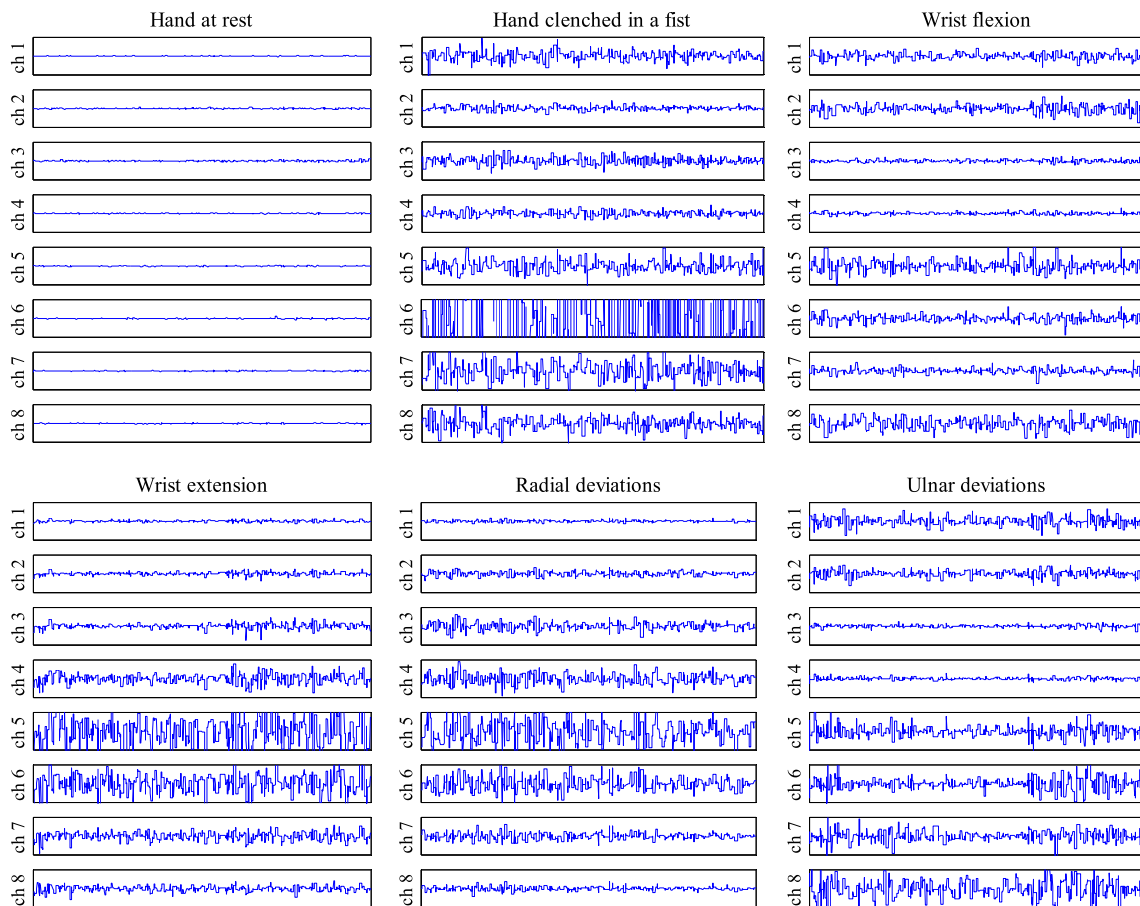 Hand at rest
ch 1
ch 2
ch 3
ch 4
ch 5
ch 6
ch 7
ch 8
Hand clenched in a fist
ch 1
ch 2
ch 3
ch 4
ch 5
ch 6
ch 7
ch 8
Wrist flexion
ch 1
ch 2
ch 3
ch 4
ch 5
ch 6
ch 7
ch 8
Wrist extension
ch 1
ch 2
ch 3
ch 4
ch 5
ch 6
ch 7
ch 8
Radial deviations
ch 1
ch 2
ch 3
ch 4
ch 5
ch 6
ch 7
ch 8
Ulnar deviations
ch 1
ch 2
ch 3
ch 4
ch 5
ch 6
ch 7
ch 8